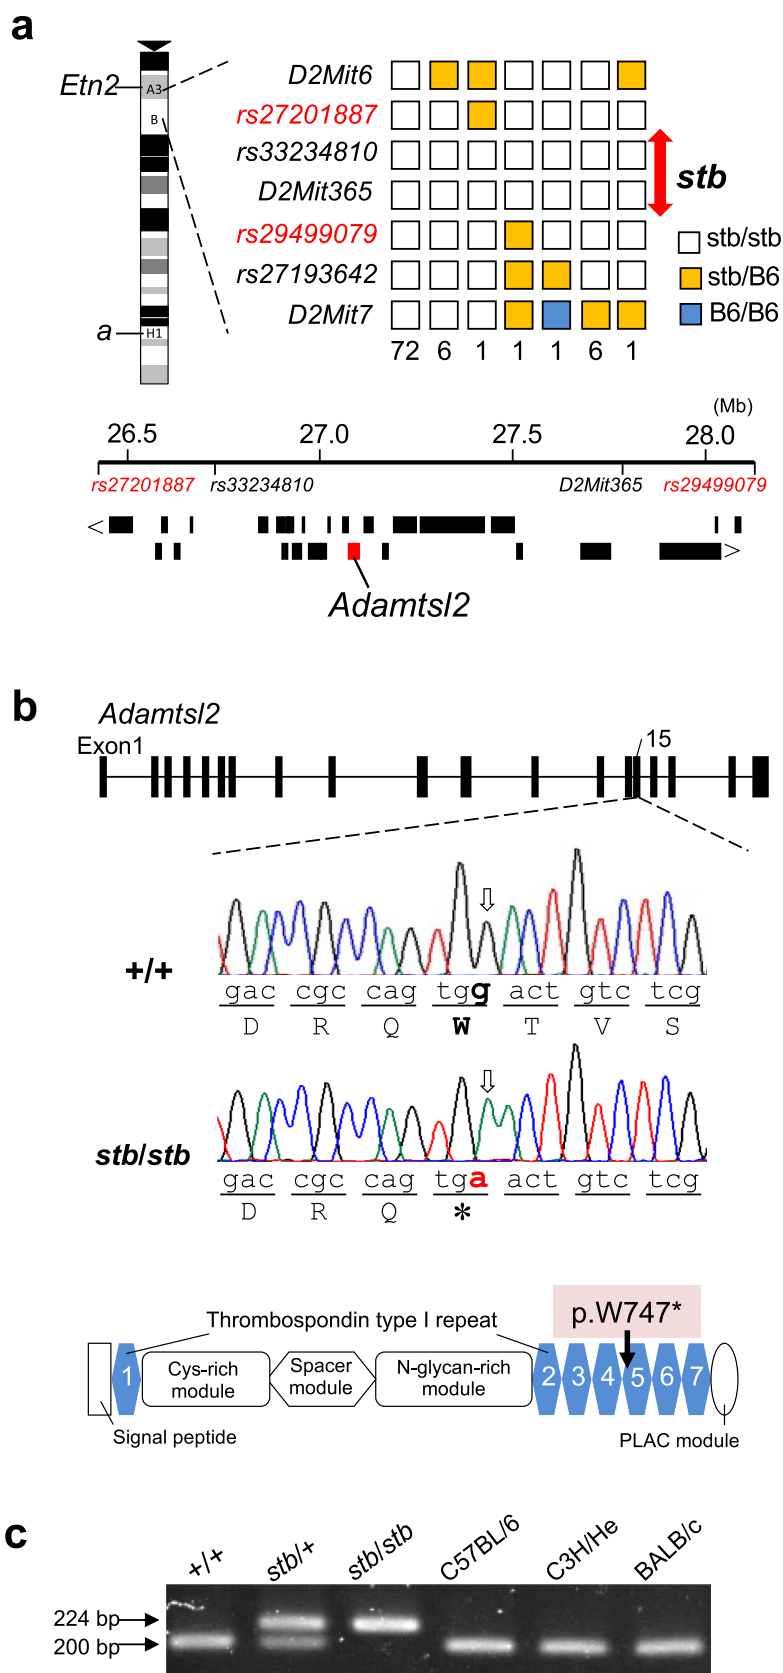 a
Etn2
A3
B
a
H1
D2Mit6
rs27201887
rs33234810
D2Mit365
rs29499079
rs27193642
D2Mit7
72 6 1 1 1 6 1
stb
stb/stb
stb/B6
B6/B6
(Mb)
26.5 27.0 27.5 28.0
rs27201887 rs33234810 D2Mit365 rs29499079
< >
Adamtsl2
b
Adamtsl2
Exon1
15
+/+
gac cgc cag tgg act gtc tcg
D R Q W T V S
stb/stb
gac cgc cag tga act gtc tcg
D R Q *
p.W747*
Thrombospondin type I repeat
1 Cys-rich module Spacer module N-glycan-rich module 2 3 4 5 6 7
Signal peptide
PLAC module
c
+/+ stb/+ stb/stb C57BL/6 C3H/He BALB/c
224 bp
200 bp